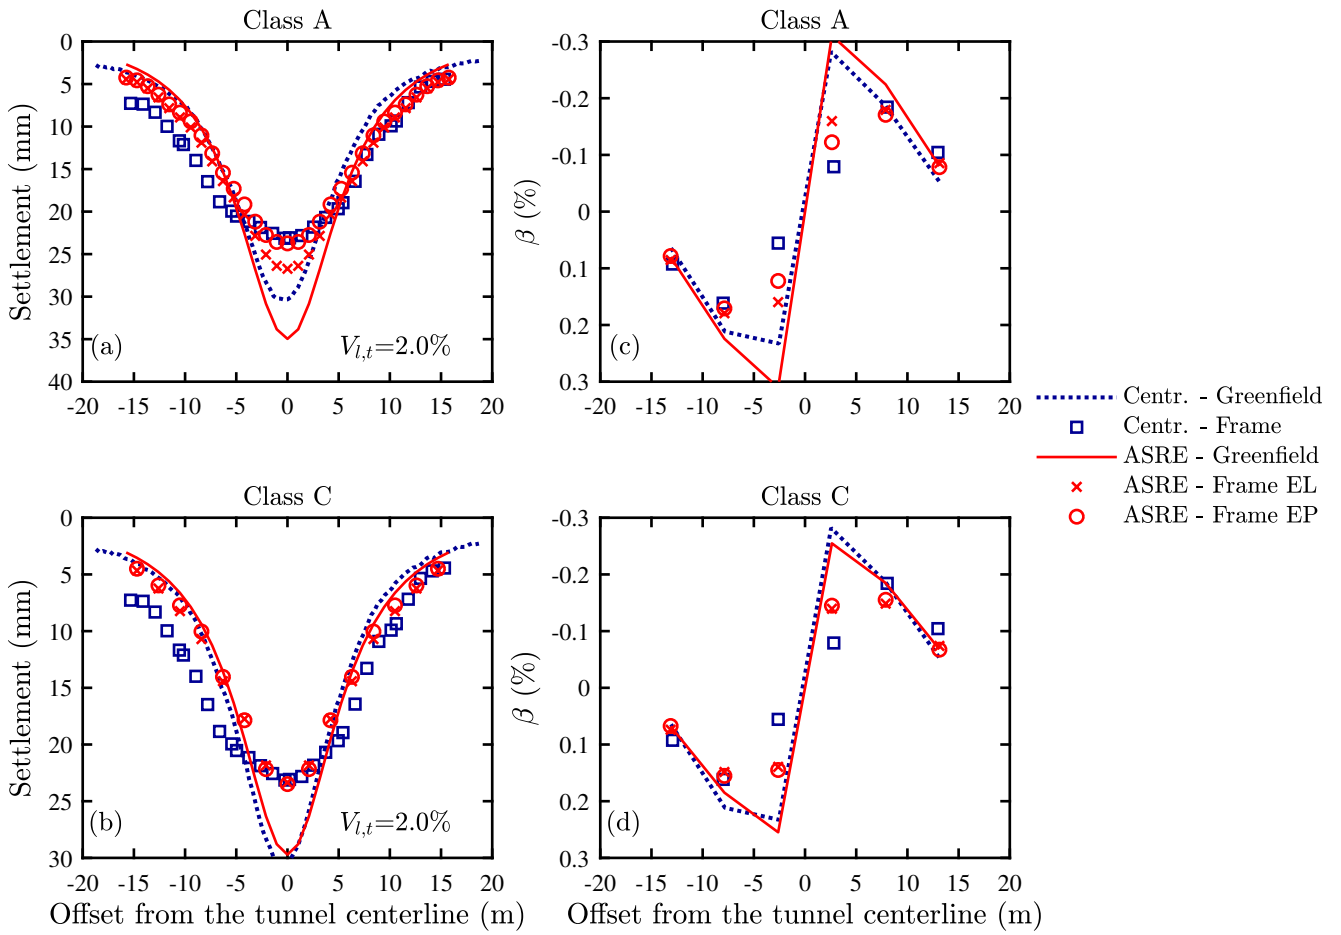 Class A
Class A
0
5
10
15
20
25
30
35
40
Settlement (mm)
(a)
V_{l,t}=2.0%
-20 -15 -10 -5 0 5 10 15 20
-0.3
-0.2
-0.1
0
0.1
0.2
0.3
β (%)
(c)
-20 -15 -10 -5 0 5 10 15 20
Centr. - Greenfield
Centr. - Frame
ASRE - Greenfield
ASRE - Frame EL
ASRE - Frame EP
Class C
Class C
0
5
10
15
20
25
30
Settlement (mm)
(b)
V_{l,t}=2.0%
-20 -15 -10 -5 0 5 10 15 20
Offset from the tunnel centerline (m)
-0.3
-0.2
-0.1
0
0.1
0.2
0.3
β (%)
(d)
-20 -15 -10 -5 0 5 10 15 20
Offset from the tunnel centerline (m)